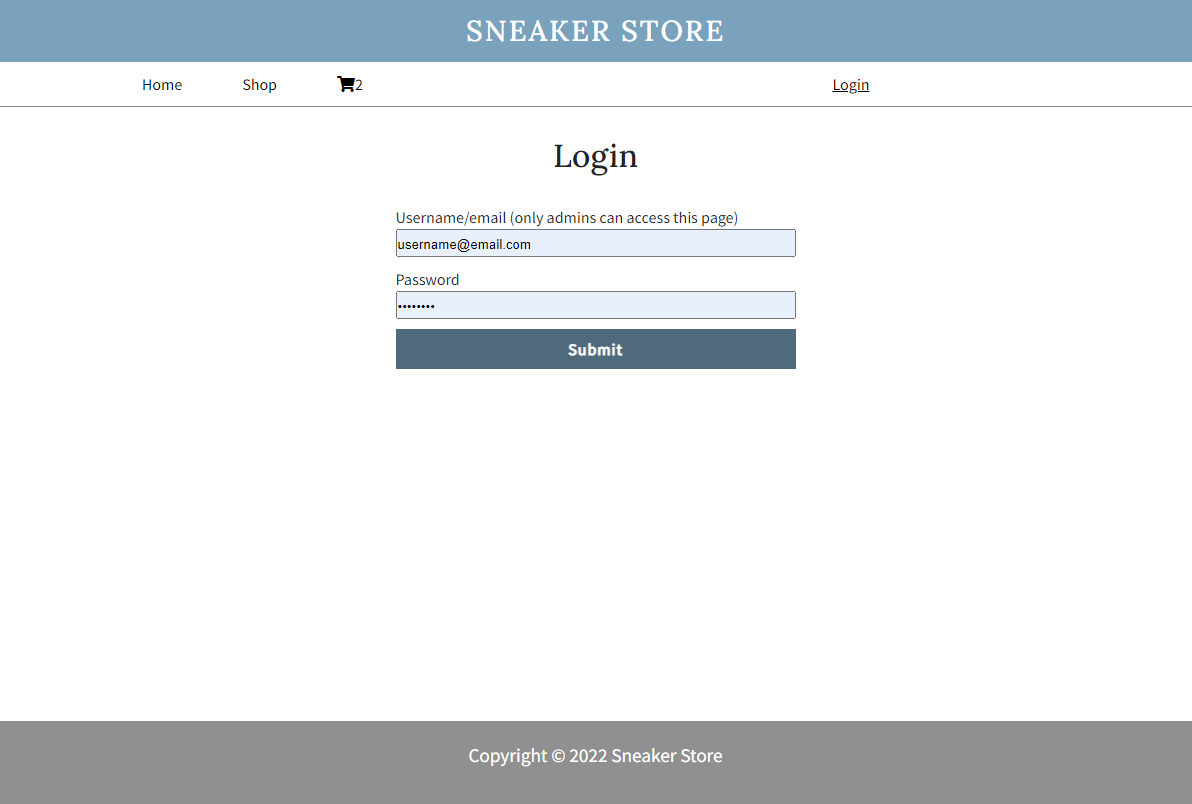 SNEAKER STORE
Home Shop 2 Login
Login
Username/email (only admins can access this page)
username@email.com
Password
••••••••
Submit
Copyright © 2022 Sneaker Store